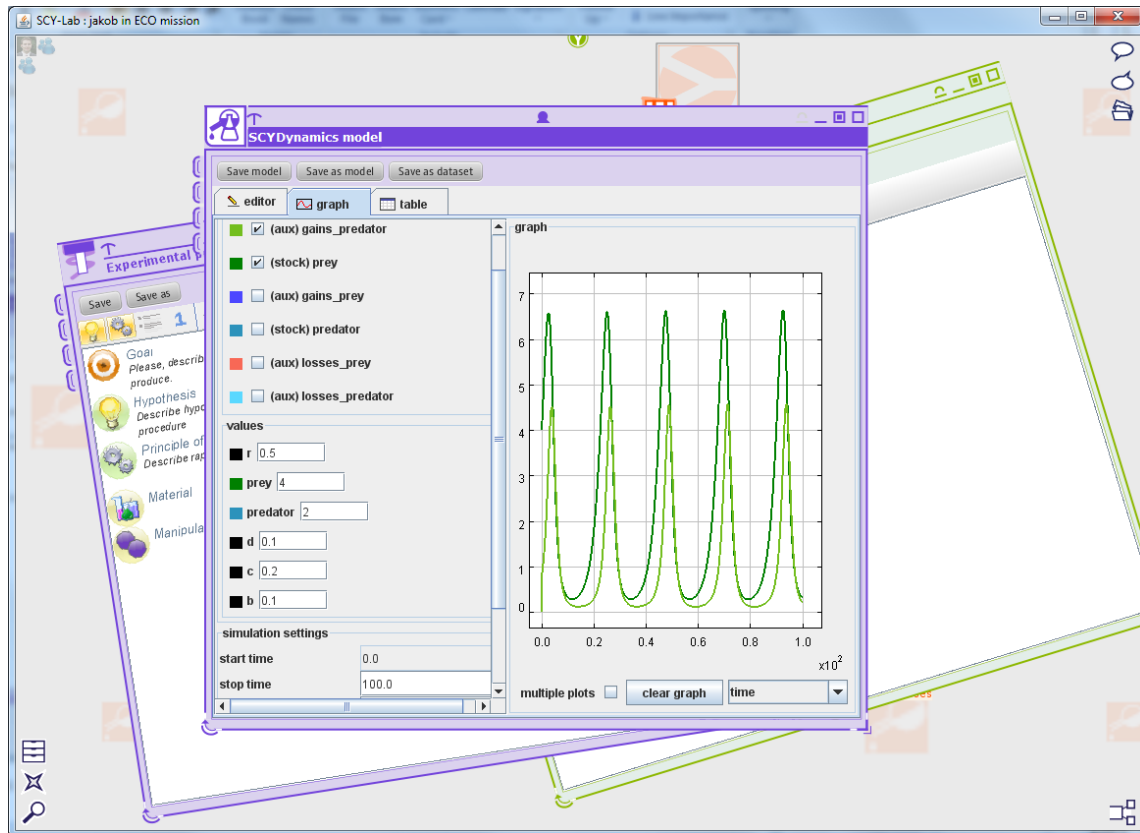 SCY-Lab : jakob in ECO mission
SCYDynamics model
Save model Save as model Save as dataset
editor graph table
(aux) gains_predator
(stock) prey
(aux) gains_prey
(stock) predator
(aux) losses_prey
(aux) losses_predator
values
r 0.5
prey 4
predator 2
d 0.1
c 0.2
b 0.1
simulation settings
start time 0.0
stop time 100.0
graph
7
6
5
4
3
2
1
0
0.0 0.2 0.4 0.6 0.8 1.0
x10²
multiple plots clear graph time
Experimental
Save Save as
1
Goal
Please, describ
produce.
Hypothesis
Describe hypo
procedure
Principle of
Describe rap
Material
Manipula